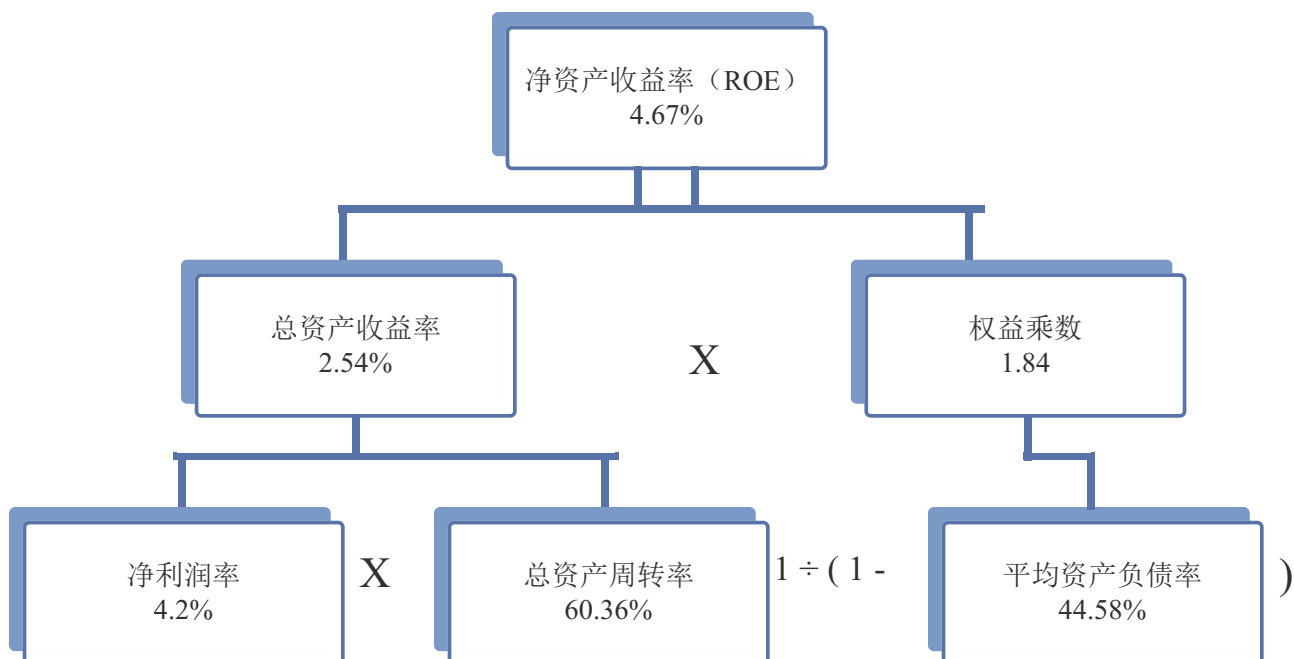 净资产收益率（ROE）
4.67%
总资产收益率
2.54%
X
权益乘数
1.84
净利润率
4.2%
X
总资产周转率
60.36%
1 ÷ ( 1 -
平均资产负债率
44.58%
)